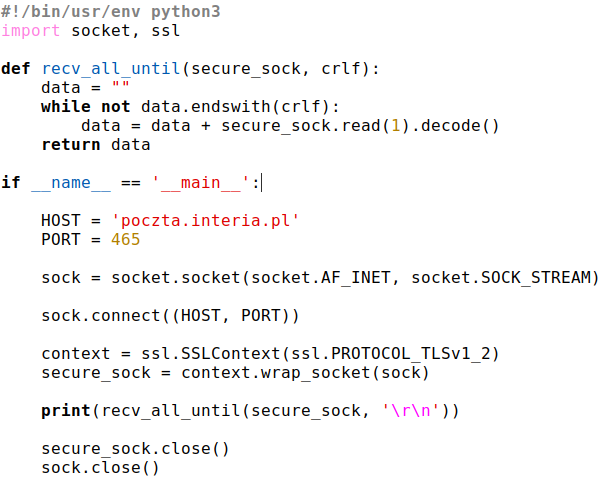 #!/bin/usr/env python3
import socket, ssl

def recv_all_until(secure_sock, crlf):
    data = ""
    while not data.endswith(crlf):
        data = data + secure_sock.read(1).decode()
    return data

if __name__ == '__main__':

    HOST = 'poczta.interia.pl'
    PORT = 465

    sock = socket.socket(socket.AF_INET, socket.SOCK_STREAM)

    sock.connect((HOST, PORT))

    context = ssl.SSLContext(ssl.PROTOCOL_TLSv1_2)
    secure_sock = context.wrap_socket(sock)

    print(recv_all_until(secure_sock, '\r\n'))

    secure_sock.close()
    sock.close()